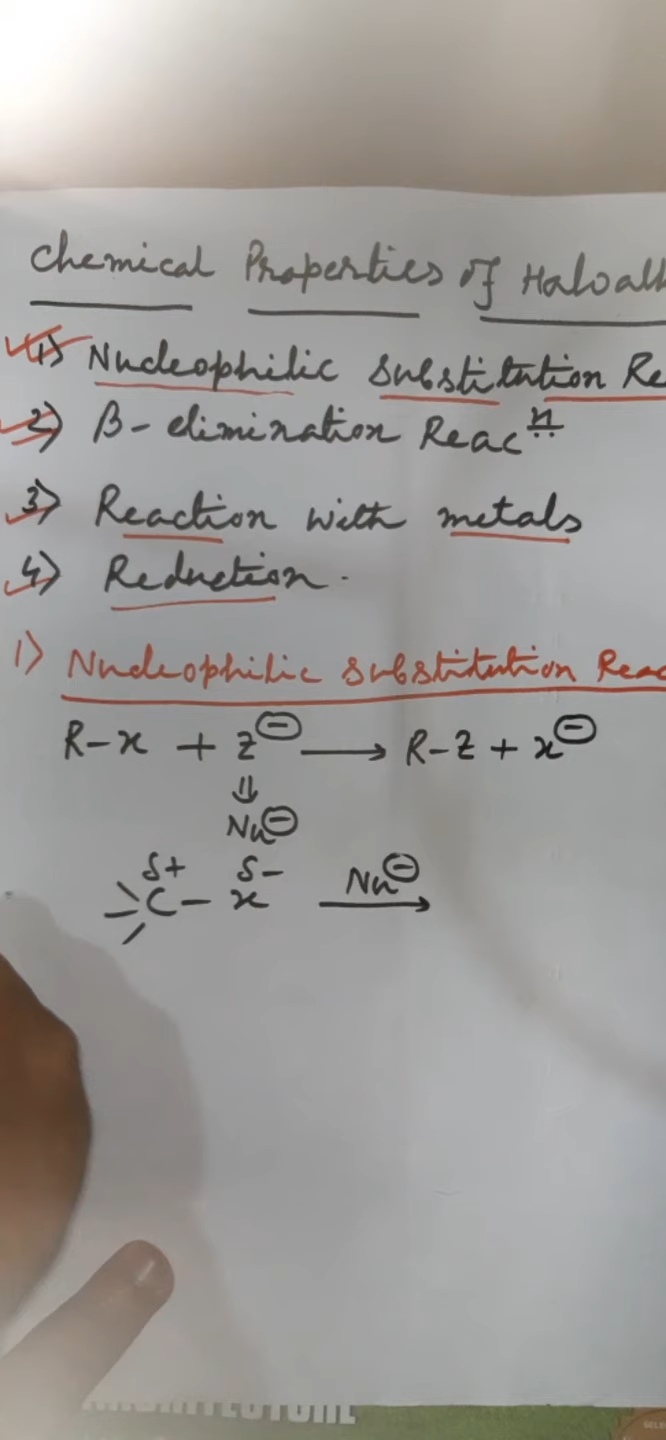 Chemical Properties of Haloalk
1) Nucleophilic substitution Re
2) β-elimination Reacⁿ
3) Reaction with metals
4) Reduction.
1) Nucleophilic substitution Reac
R-x + z⊖ → R-z + x⊖
⇓
Nu⊖
δ+ δ-
C - x Nu⊖ →